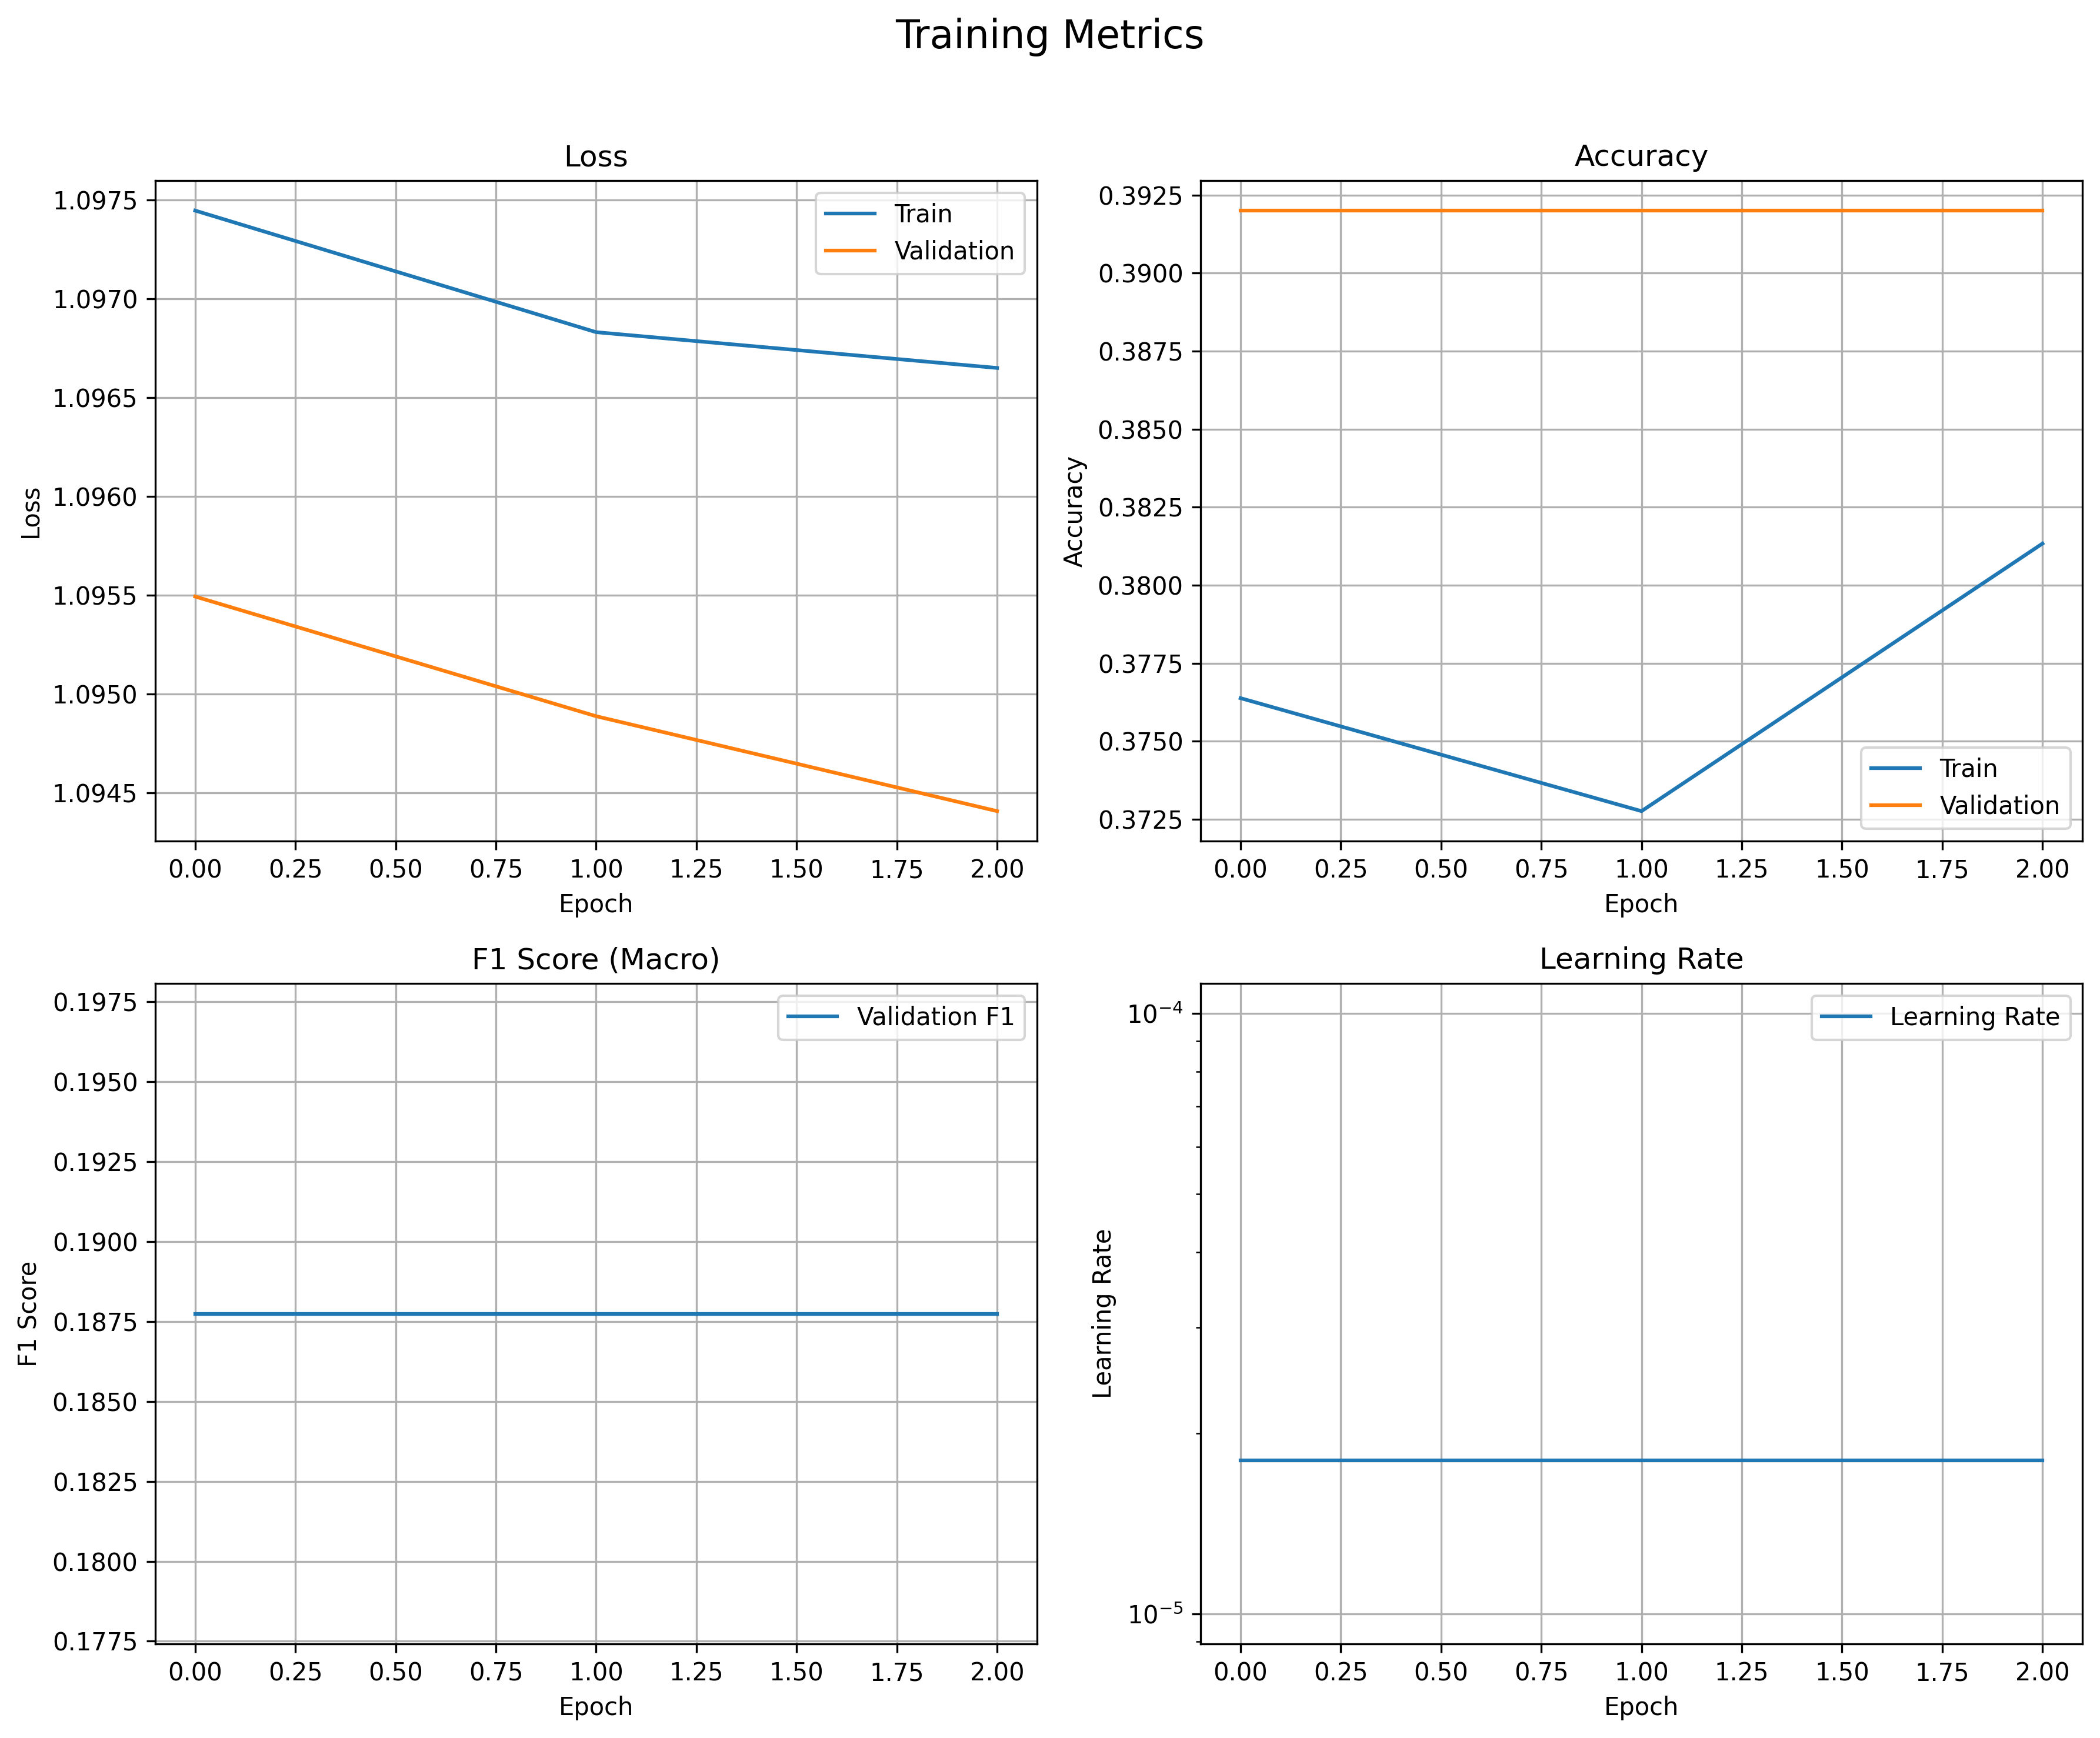 Training Metrics
Loss
1.0975
1.0970
1.0965
1.0960
1.0955
1.0950
1.0945
Loss
Train
Validation
0.00 0.25 0.50 0.75 1.00 1.25 1.50 1.75 2.00
Epoch
Accuracy
0.3925
0.3900
0.3875
0.3850
0.3825
0.3800
0.3775
0.3750
0.3725
Accuracy
Train
Validation
0.00 0.25 0.50 0.75 1.00 1.25 1.50 1.75 2.00
Epoch
F1 Score (Macro)
0.1975
0.1950
0.1925
0.1900
0.1875
0.1850
0.1825
0.1800
0.1775
F1 Score
Validation F1
0.00 0.25 0.50 0.75 1.00 1.25 1.50 1.75 2.00
Epoch
Learning Rate
10⁻⁴
10⁻⁵
Learning Rate
Learning Rate
0.00 0.25 0.50 0.75 1.00 1.25 1.50 1.75 2.00
Epoch